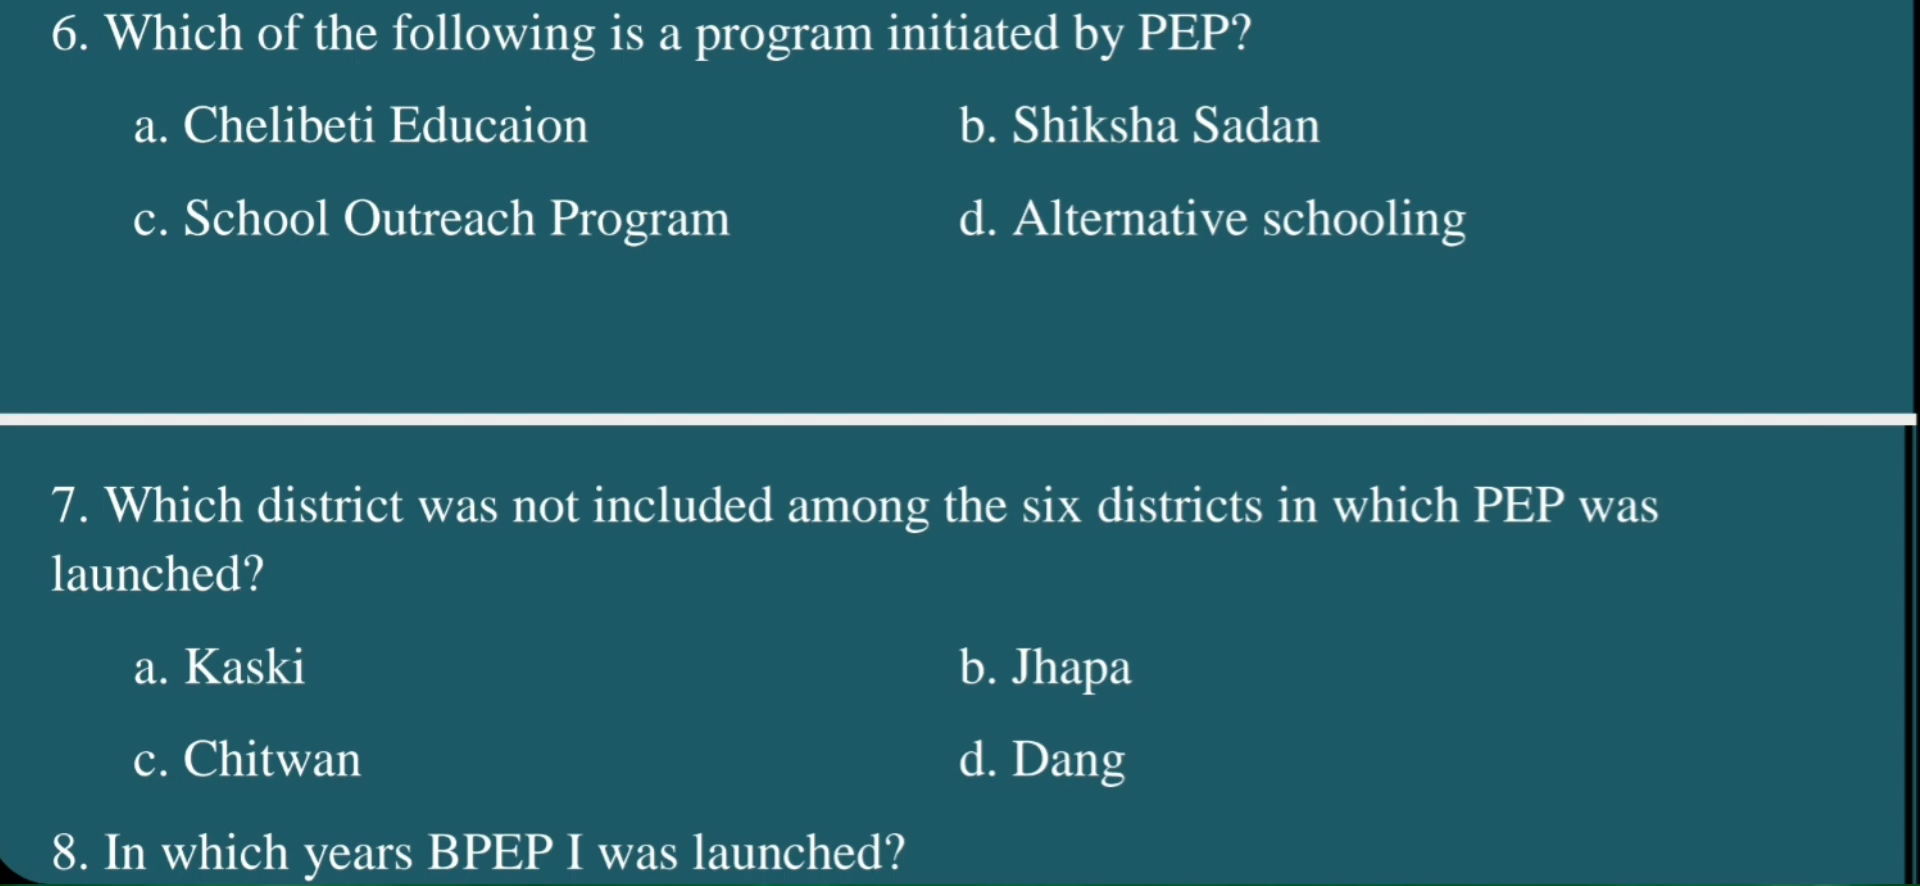 6. Which of the following is a program initiated by PEP?
a. Chelibeti Educaion
b. Shiksha Sadan
c. School Outreach Program
d. Alternative schooling
7. Which district was not included among the six districts in which PEP was
launched?
a. Kaski
b. Jhapa
c. Chitwan
d. Dang
8. In which years BPEP I was launched?